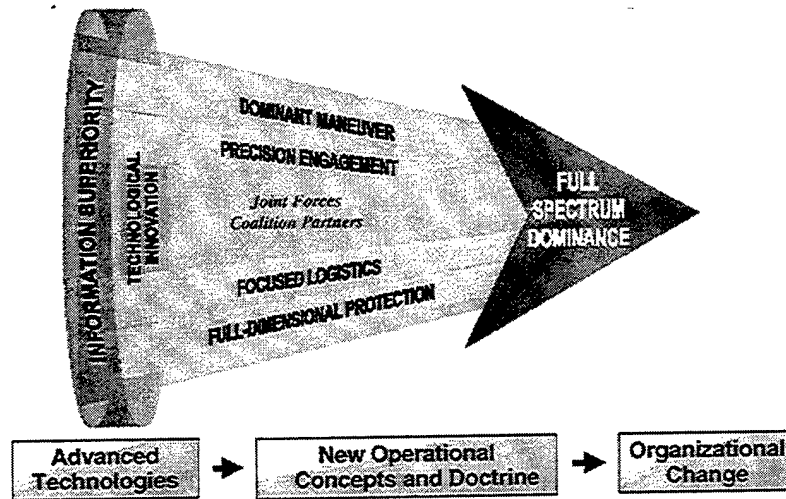 INFORMATION SUPERIORITY
TECHNOLOGICAL
INNOVATION
DOMINANT MANEUVER
PRECISION ENGAGEMENT
Joint Forces
Coalition Partners
FOCUSED LOGISTICS
FULL-DIMENSIONAL PROTECTION
FULL
SPECTRUM
DOMINANCE
Advanced
Technologies
New Operational
Concepts and Doctrine
Organizational
Change